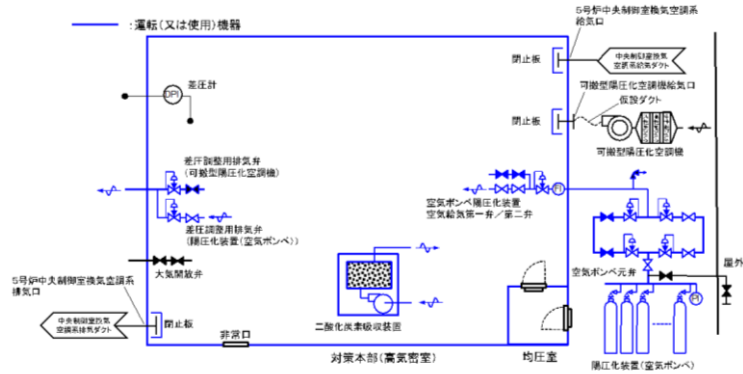 :運転(又は使用)機器
5号炉中央制御室換気空調系
給気口
閉止板
中央制御室換気
空調系給気ダクト
差圧計
DPI
可搬型陽圧化空調機給気口
仮設ダクト
閉止板
可搬型陽圧化空調機
差圧調整用排気弁
(可搬型陽圧化空調機)
空気ボンベ陽圧化装置
空気給気第一弁/第二弁
PI
差圧調整用排気弁
(陽圧化装置(空気ボンベ))
大気開放弁
屋外
空気ボンベ元弁
5号炉中央制御室換気空調系
排気口
PI
中央制御室換気
空調系排気ダクト
閉止板
二酸化炭素吸収装置
非常口
対策本部(高気密室)
均圧室
陽圧化装置(空気ボンベ)